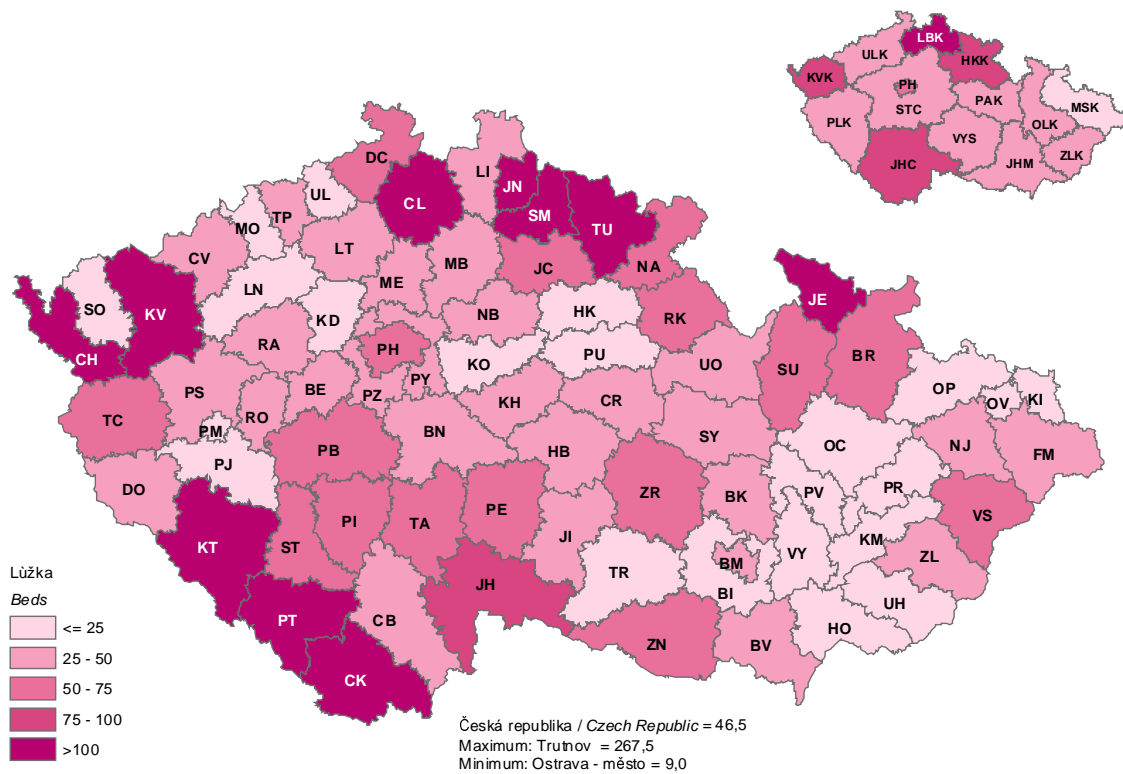 LBK
ULK
HKK
KVK
PH
PAK
MSK
STC
PLK
OLK
VYS
ZLK
JHC
JHM
DC
LI
JN
UL
CL
SM
TP
MO
TU
LT
CV
MB
NA
JC
ME
LN
JE
SO
KV
KD
NB
HK
RK
RA
PH
BR
CH
KO
PU
UO
SU
OP
BE
PZ
PY
PS
KH
CR
OV
KI
TC
RO
PM
BN
SY
OC
NJ
FM
PB
HB
PJ
DO
ZR
BK
PV
PR
PE
VS
PI
TA
ST
KT
JI
KM
VY
ZL
BM
TR
JH
BI
UH
PT
CB
HO
ZN
BV
CK
Lùžka
Beds
<= 25
25 - 50
50 - 75
75 - 100
>100
Česká republika / Czech Republic = 46,5
Maximum: Trutnov = 267,5
Minimum: Ostrava - město = 9,0